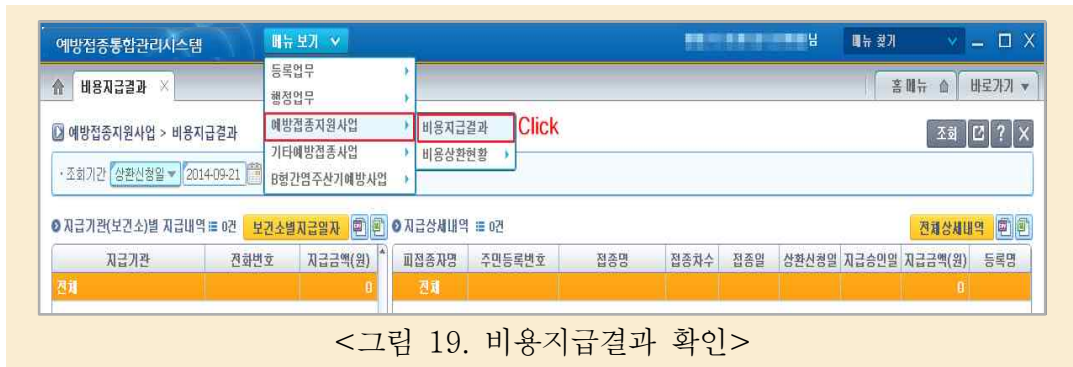 예방접종통합관리시스템 메뉴 보기 님 메뉴 찾기
비용지급결과 X 홈 메뉴 바로가기
등록업무
행정업무
예방접종지원사업 비용지급결과 Click
기타예방접종사업 비용상환현황
B형간염주산기예방사업
예방접종지원사업 > 비용지급결과 조회 ? X
· 조회기간 상환신청일 2014-09-21
지급기관(보건소)별 지급내역 0건 보건소별지급일자 지급상세내역 0건 전체상세내역
지급기관 전화번호 지급금액(원) 피접종자명 주민등록번호 접종명 접종차수 접종일 상환신청일 지급승인일 지급금액(원) 등록명
전체 0 전체 0
<그림 19. 비용지급결과 확인>